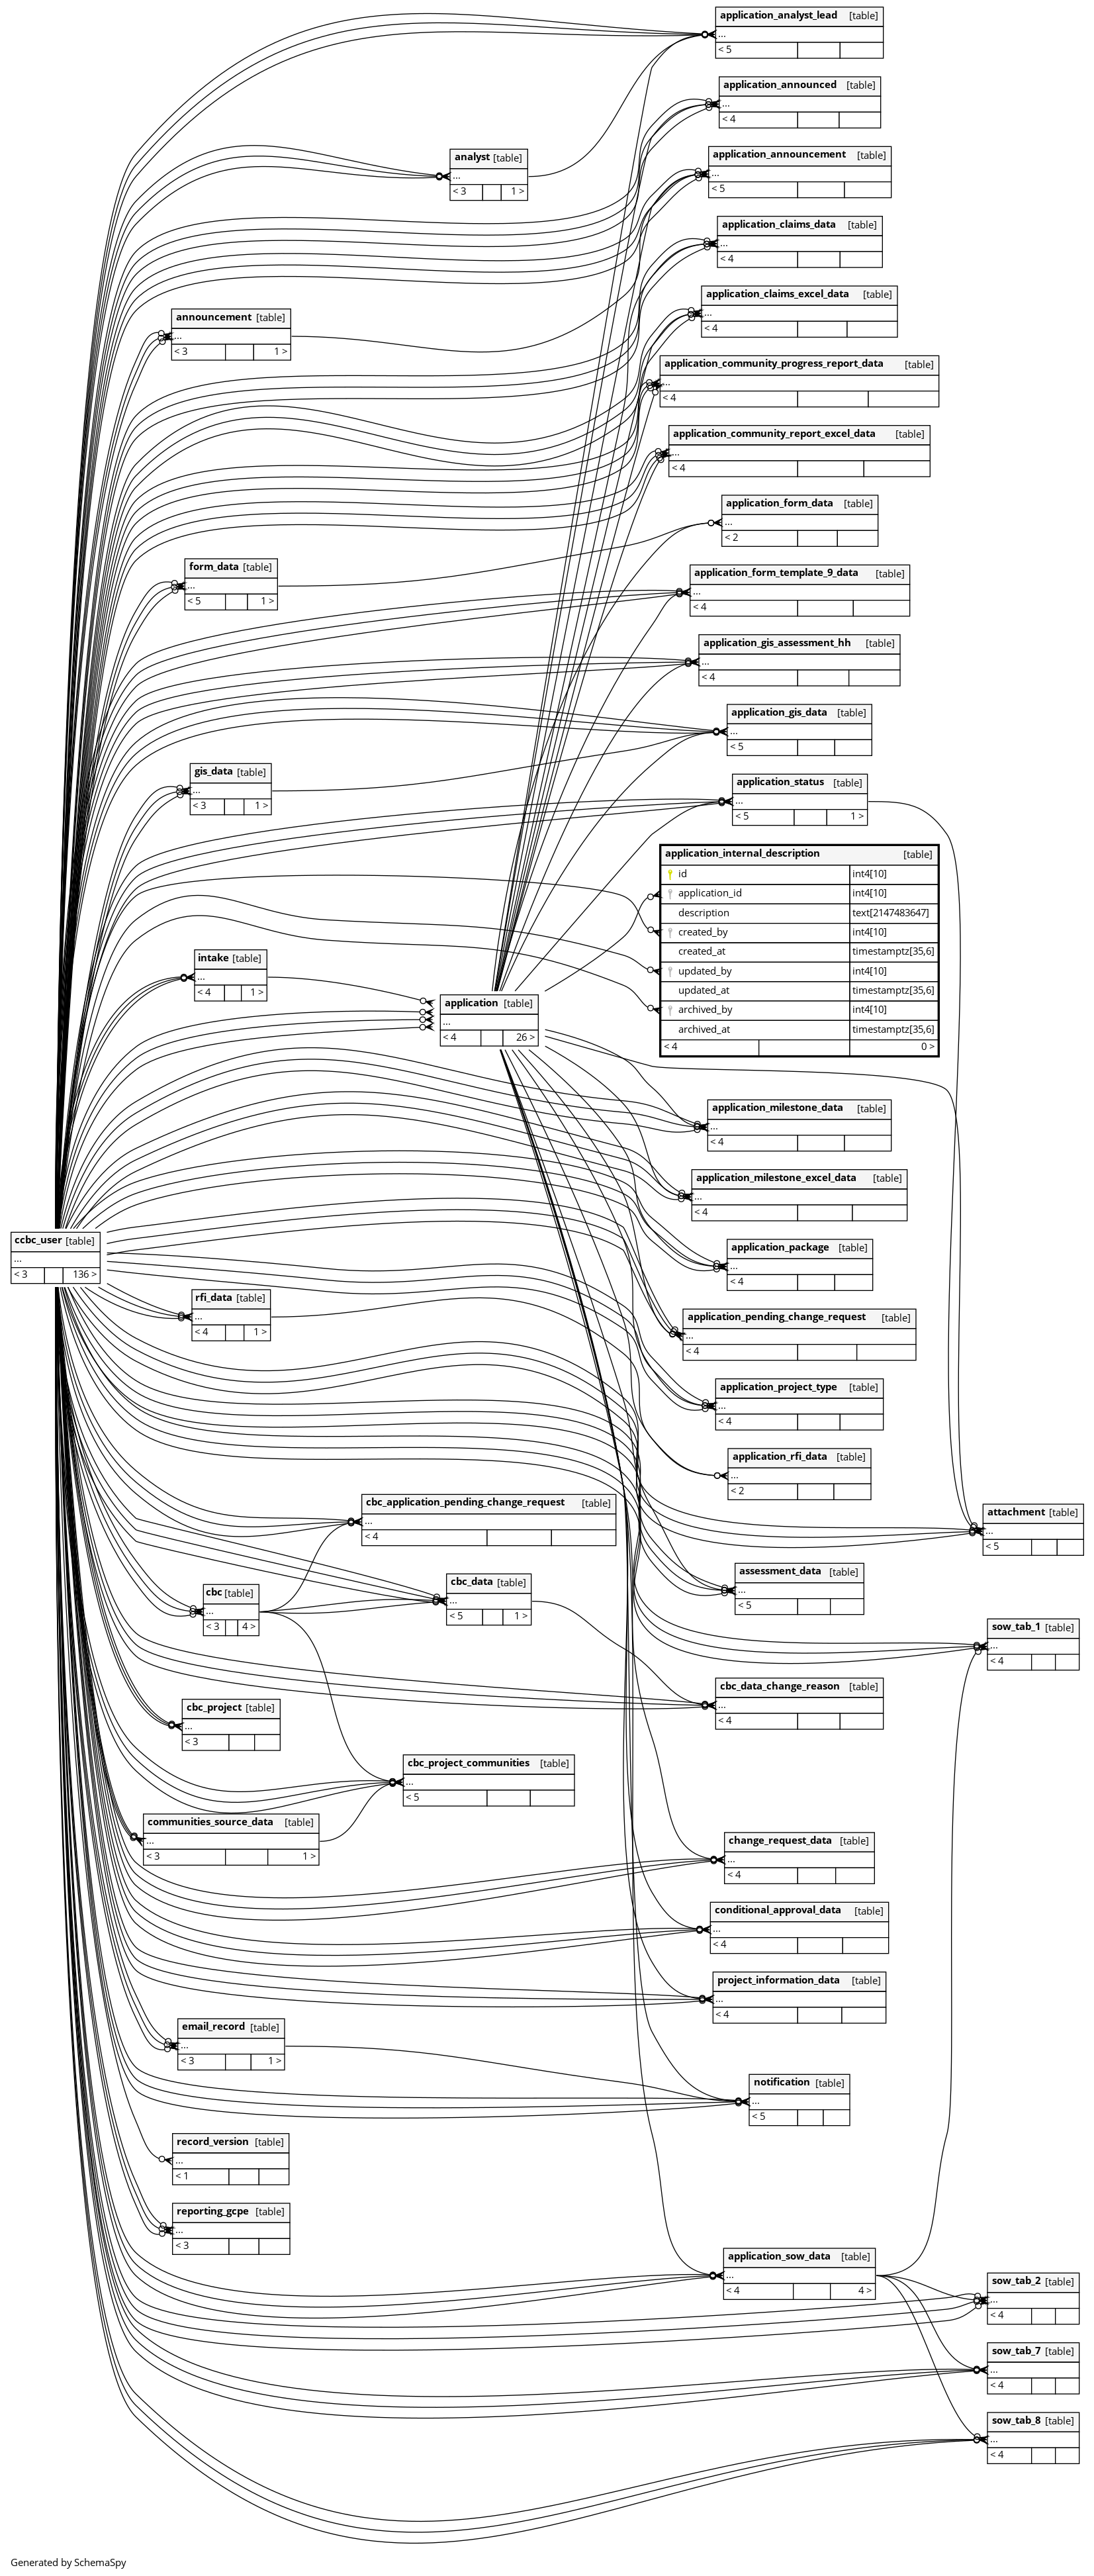 application_analyst_lead [table]
...
< 5
application_announced [table]
...
< 4
analyst [table]
...
< 3 1 >
application_announcement [table]
...
< 5
application_claims_data [table]
...
< 4
application_claims_excel_data [table]
...
< 4
announcement [table]
...
< 3 1 >
application_community_progress_report_data [table]
...
< 4
application_community_report_excel_data [table]
...
< 4
application_form_data [table]
...
< 2
form_data [table]
...
< 5 1 >
application_form_template_9_data [table]
...
< 4
application_gis_assessment_hh [table]
...
< 4
application_gis_data [table]
...
< 5
gis_data [table]
...
< 3 1 >
application_status [table]
...
< 5 1 >
application_internal_description [table]
id int4[10]
application_id int4[10]
description text[2147483647]
created_by int4[10]
created_at timestamptz[35,6]
updated_by int4[10]
updated_at timestamptz[35,6]
archived_by int4[10]
archived_at timestamptz[35,6]
< 4 0 >
intake [table]
...
< 4 1 >
application [table]
...
< 4 26 >
application_milestone_data [table]
...
< 4
application_milestone_excel_data [table]
...
< 4
ccbc_user [table]
...
< 3 136 >
application_package [table]
...
< 4
rfi_data [table]
...
< 4 1 >
application_pending_change_request [table]
...
< 4
application_project_type [table]
...
< 4
application_rfi_data [table]
...
< 2
cbc_application_pending_change_request [table]
...
< 4
attachment [table]
...
< 5
assessment_data [table]
...
< 5
cbc_data [table]
...
< 5 1 >
cbc [table]
...
< 3 4 >
sow_tab_1 [table]
...
< 4
cbc_data_change_reason [table]
...
< 4
cbc_project [table]
...
< 3
cbc_project_communities [table]
...
< 5
communities_source_data [table]
...
< 3 1 >
change_request_data [table]
...
< 4
conditional_approval_data [table]
...
< 4
project_information_data [table]
...
< 4
email_record [table]
...
< 3 1 >
notification [table]
...
< 5
record_version [table]
...
< 1
reporting_gcpe [table]
...
< 3
application_sow_data [table]
...
< 4 4 >
sow_tab_2 [table]
...
< 4
sow_tab_7 [table]
...
< 4
sow_tab_8 [table]
...
< 4
Generated by SchemaSpy